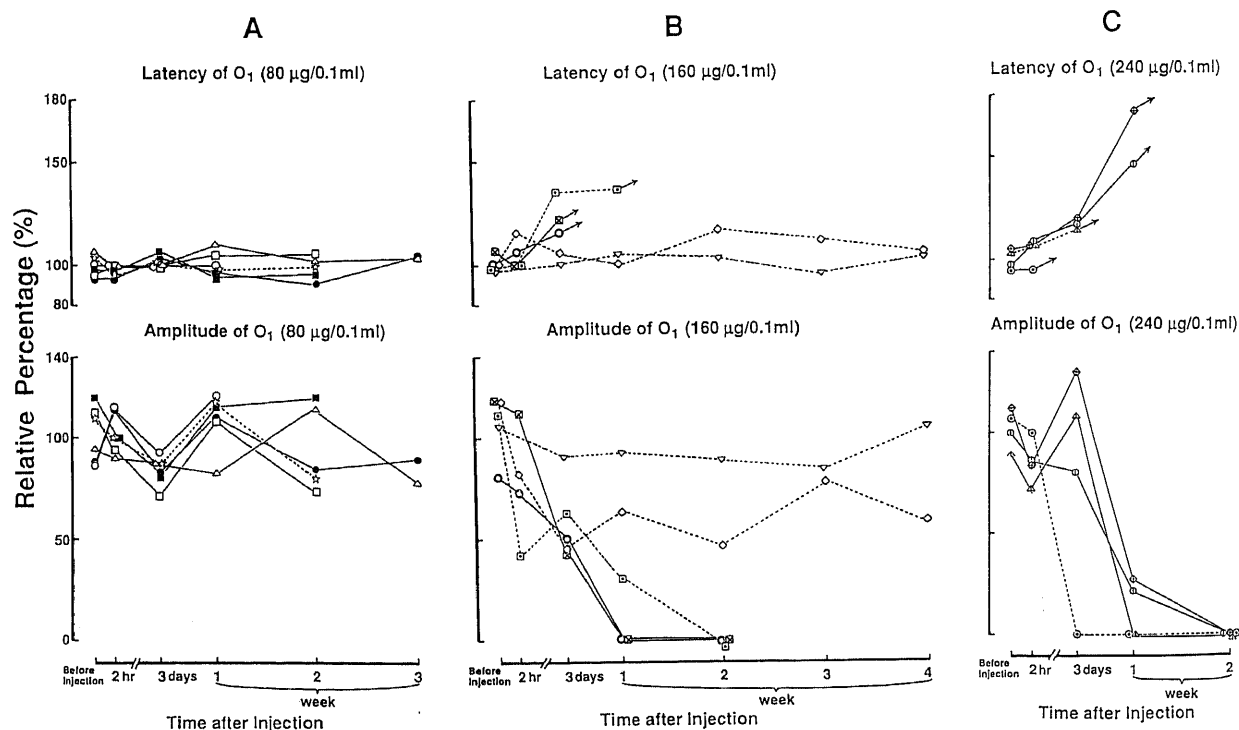 A
B
C
Latency of O1 (80 µg/0.1ml)
Latency of O1 (160 µg/0.1ml)
Latency of O1 (240 µg/0.1ml)
Relative Percentage (%)
180
150
100
80
Amplitude of O1 (80 µg/0.1ml)
Amplitude of O1 (160 µg/0.1ml)
Amplitude of O1 (240 µg/0.1ml)
140
100
50
0
Before Injection 2 hr 3 days 1 2 3
week
Time after Injection
Before Injection 2 hr 3 days 1 2 3 4
week
Time after Injection
Before Injection 2 hr 3 days 1 2
week
Time after Injection